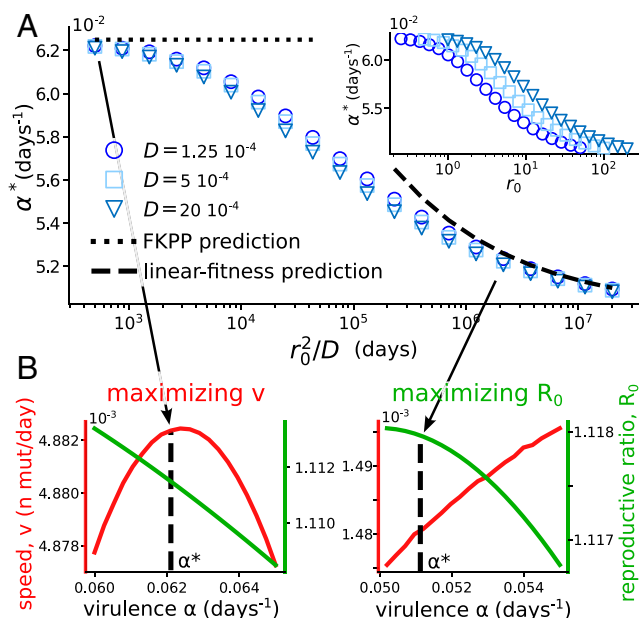 A
10⁻²
6.2
6.0
5.8
5.6
5.4
5.2
α* (days⁻¹)
D = 1.25 10⁻⁴
D = 5 10⁻⁴
D = 20 10⁻⁴
FKPP prediction
linear-fitness prediction
10³ 10⁴ 10⁵ 10⁶ 10⁷
r₀²/D (days)
10⁻²
6.0
5.5
α* (days⁻¹)
10⁰ 10¹ 10²
r₀
B
maximizing v
10⁻³
4.882
4.880
4.877
speed, v (n mut/day)
1.112
1.110
α*
0.060 0.062 0.064
virulence α (days⁻¹)
maximizing R₀
10⁻³
1.495
1.480
1.118
1.117
reproductive ratio, R₀
α*
0.050 0.052 0.054
virulence α (days⁻¹)